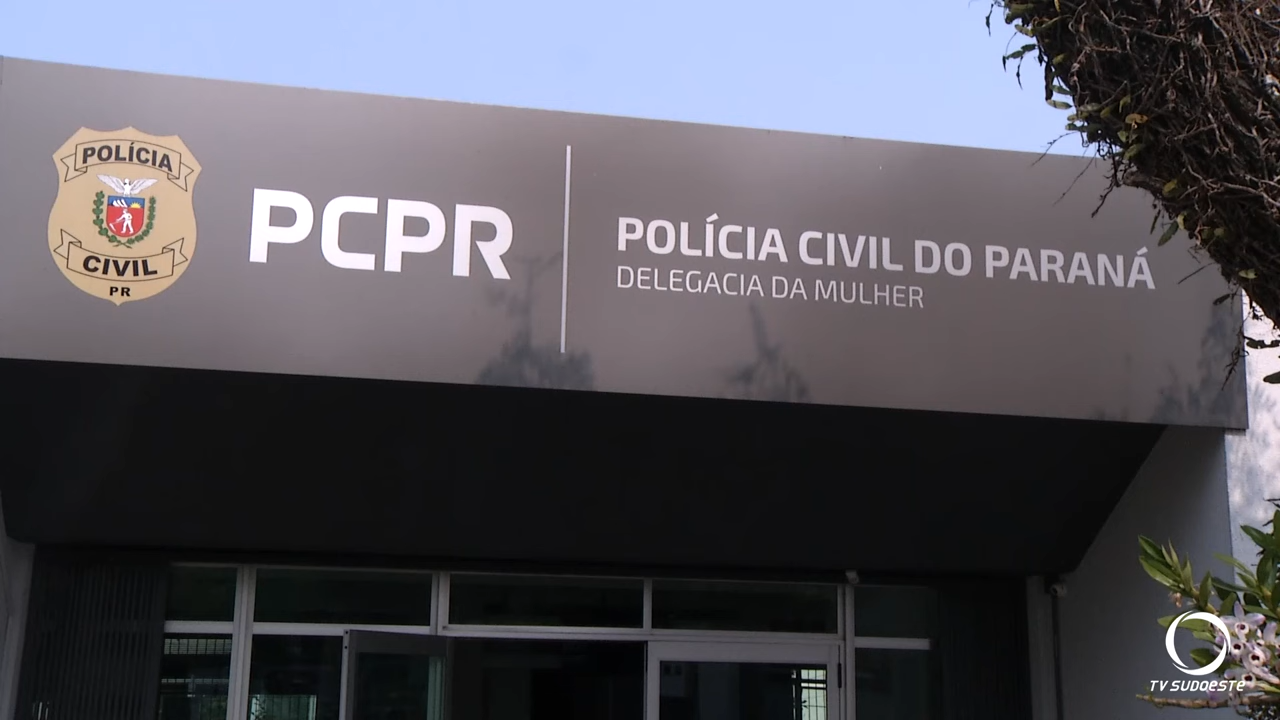 POLÍCIA
CIVIL
PR
PCPR
POLÍCIA CIVIL DO PARANÁ
DELEGACIA DA MULHER
TV SUDOESTE